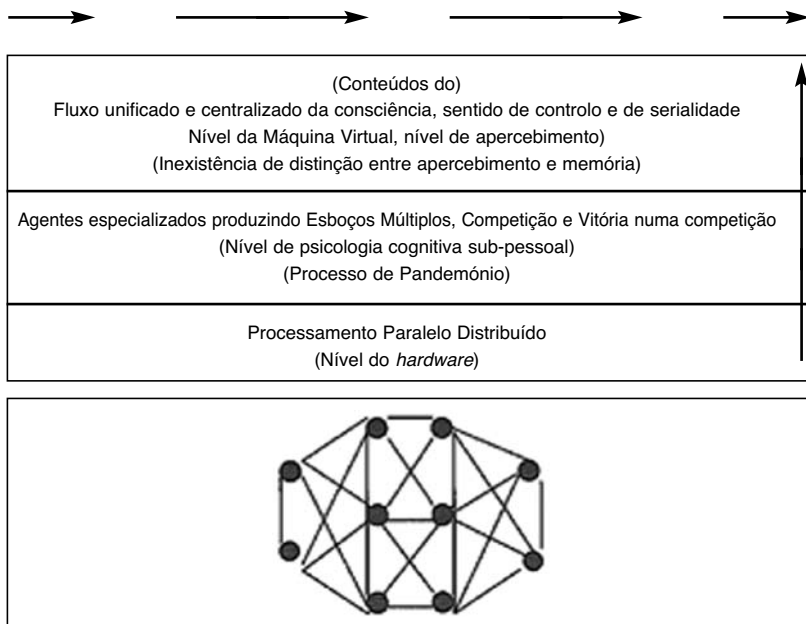 (Conteúdos do)
Fluxo unificado e centralizado da consciência, sentido de controlo e de serialidade
Nível da Máquina Virtual, nível de apercebimento)
(Inexistência de distinção entre apercebimento e memória)
Agentes especializados produzindo Esboços Múltiplos, Competição e Vitória numa competição
(Nível de psicologia cognitiva sub-pessoal)
(Processo de Pandemónio)
Processamento Paralelo Distribuído
(Nível do hardware)